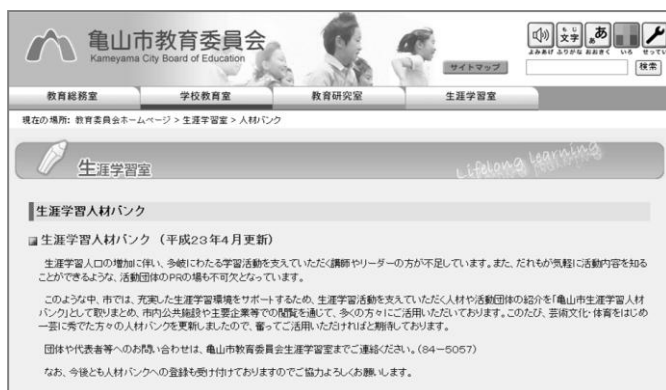 亀山市教育委員会
Kameyama City Board of Education
文字
あぁ
よみあげ ふりがな おおきく いろ せってい
サイトマップ
検索
教育総務室 学校教育室 教育研究室 生涯学習室
現在の場所: 教育委員会ホームページ > 生涯学習室 > 人材バンク
生涯学習室
Lifelong learning
生涯学習人材バンク
生涯学習人材バンク (平成23年4月更新)
生涯学習人口の増加に伴い、多岐にわたる学習活動を支えていただく講師やリーダーの方が不足しています。また、だれもが気軽に活動内容を知る
ことができるような、活動団体のPRの場も不可欠となっています。
このような中、市では、充実した生涯学習環境をサポートするため、生涯学習活動を支えていただく人材や活動団体の紹介を「亀山市生涯学習人材
バンク」として取りまとめ、市内公共施設や主要企業等での閲覧を通じて、多くの方々にご活用いただいております。このたび、芸術文化・体育をはじめ
一芸に秀でた方々の人材バンクを更新しましたので、奮ってご活用いただければと期待しております。
団体や代表者等へのお問い合わせは、亀山市教育委員会生涯学習室までご連絡ください。(84-5057)
なお、今後とも人材バンクへの登録も受け付けておりますのでご協力よろしくお願いします。